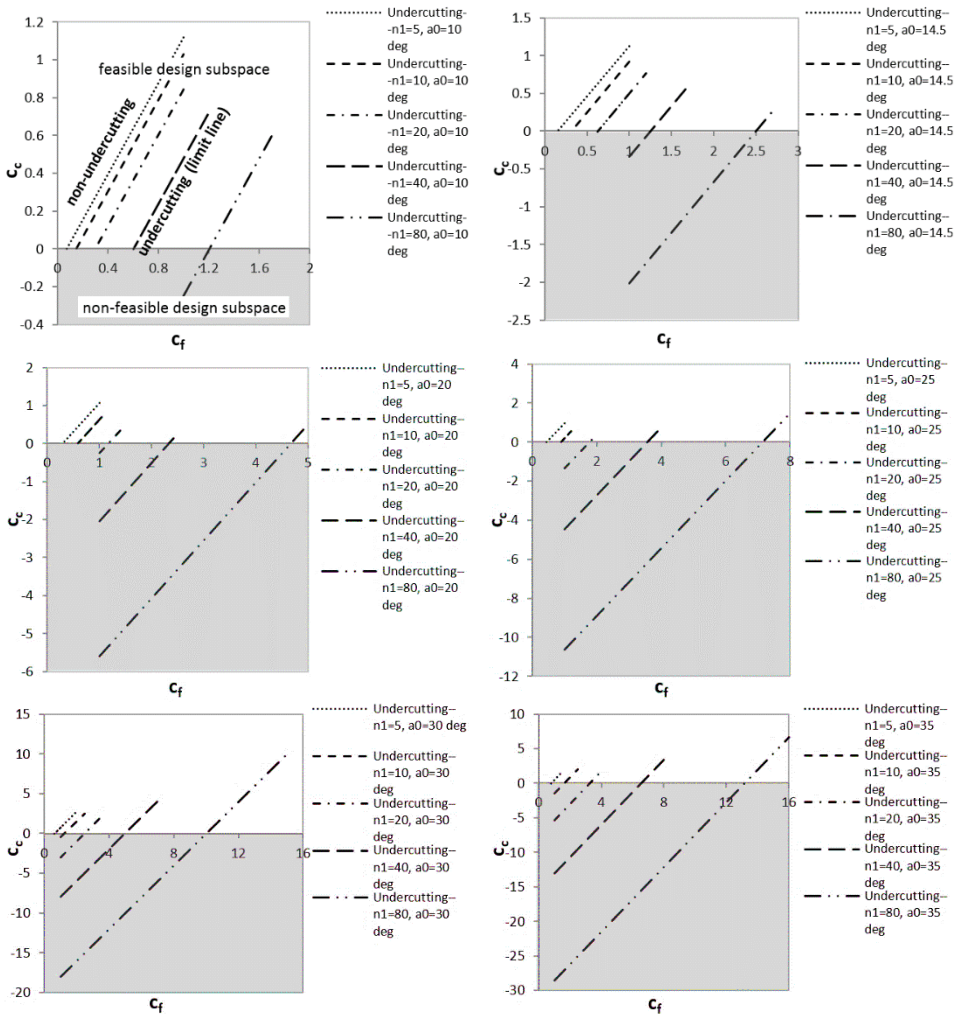 1.2
1
0.8
0.6
0.4
0.2
0
-0.2
-0.4
0
0.4
0.8
1.2
1.6
2
Cc
cf
feasible design subspace
non-undercutting
undercutting (limit line)
non-feasible design subspace
Undercutting-
-n1=5, a0=10
deg
Undercutting-
-n1=10, a0=10
deg
Undercutting-
-n1=20, a0=10
deg
Undercutting-
-n1=40, a0=10
deg
Undercutting-
-n1=80, a0=10
deg
2
1.5
1
0.5
0
-0.5
-1
-1.5
-2
-2.5
0
0.5
1
1.5
2
2.5
3
Cc
cf
Undercutting--
n1=5, a0=14.5
deg
Undercutting--
n1=10, a0=14.5
deg
Undercutting--
n1=20, a0=14.5
deg
Undercutting--
n1=40, a0=14.5
deg
Undercutting--
n1=80, a0=14.5
deg
2
1
0
-1
-2
-3
-4
-5
-6
0
1
2
3
4
5
Cc
cf
Undercutting--
n1=5, a0=20
deg
Undercutting--
n1=10, a0=20
deg
Undercutting--
n1=20, a0=20
deg
Undercutting--
n1=40, a0=20
deg
Undercutting--
n1=80, a0=20
deg
4
2
0
-2
-4
-6
-8
-10
-12
0
2
4
6
8
Cc
cf
Undercutting--
n1=5, a0=25
deg
Undercutting--
n1=10, a0=25
deg
Undercutting--
n1=20, a0=25
deg
Undercutting--
n1=40, a0=25
deg
Undercutting--
n1=80, a0=25
deg
15
10
5
0
-5
-10
-15
-20
0
4
8
12
16
Cc
cf
Undercutting--
n1=5, a0=30 deg
Undercutting--
n1=10, a0=30
deg
Undercutting--
n1=20, a0=30
deg
Undercutting--
n1=40, a0=30
deg
Undercutting--
n1=80, a0=30
deg
10
5
0
-5
-10
-15
-20
-25
-30
0
4
8
12
16
Cc
cf
Undercutting--
n1=5, a0=35
deg
Undercutting--
n1=10, a0=35
deg
Undercutting--
n1=20, a0=35
deg
Undercutting--
n1=40, a0=35
deg
Undercutting--
n1=80, a0=35
deg